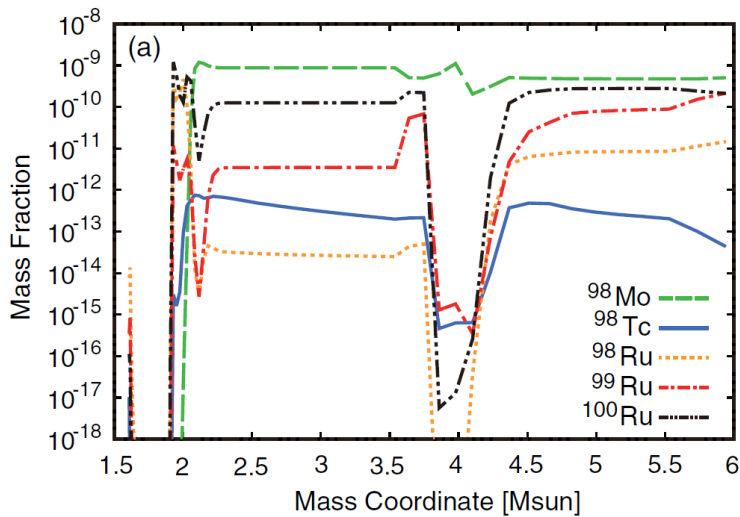 (a)
Mass Fraction
10⁻⁸
10⁻⁹
10⁻¹⁰
10⁻¹¹
10⁻¹²
10⁻¹³
10⁻¹⁴
10⁻¹⁵
10⁻¹⁶
10⁻¹⁷
10⁻¹⁸
⁹⁸Mo
⁹⁸Tc
⁹⁸Ru
⁹⁹Ru
¹⁰⁰Ru
1.5 2 2.5 3 3.5 4 4.5 5 5.5 6
Mass Coordinate [Msun]